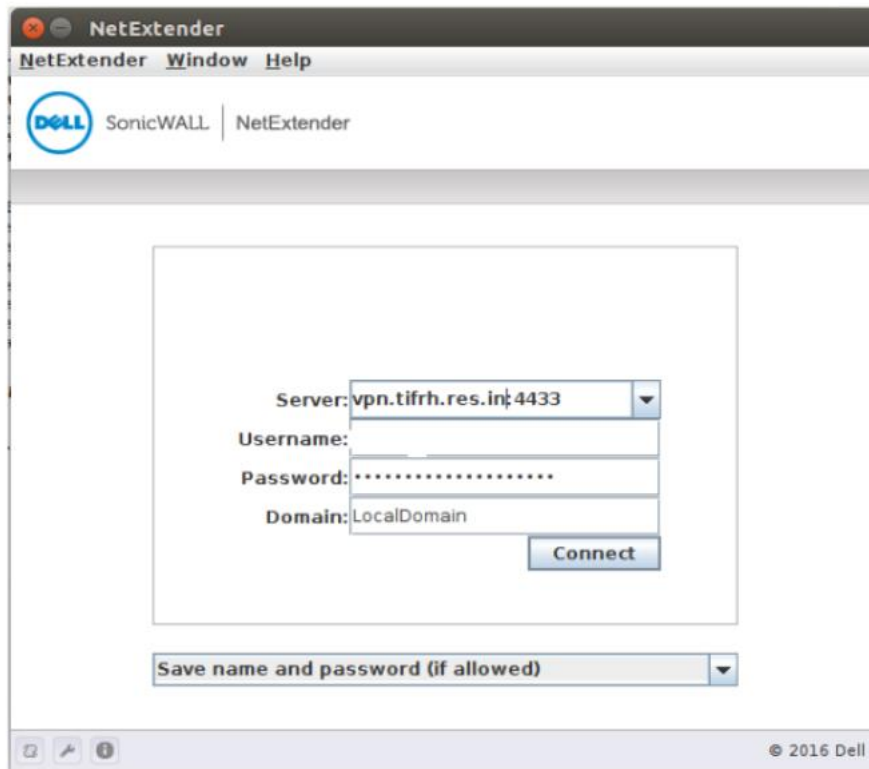 NetExtender
NetExtender Window Help
DELL SonicWALL | NetExtender
Server: vpn.tifrh.res.in:4433
Username:
Password: ••••••••••••••••••••
Domain: LocalDomain
Connect
Save name and password (if allowed)
© 2016 Dell